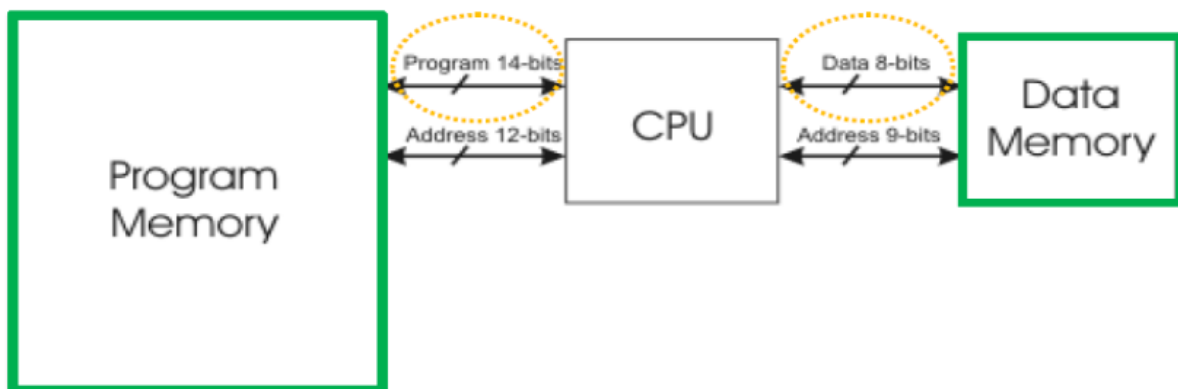 Program 14-bits
Data 8-bits
Address 12-bits
CPU
Address 9-bits
Data
Memory
Program
Memory